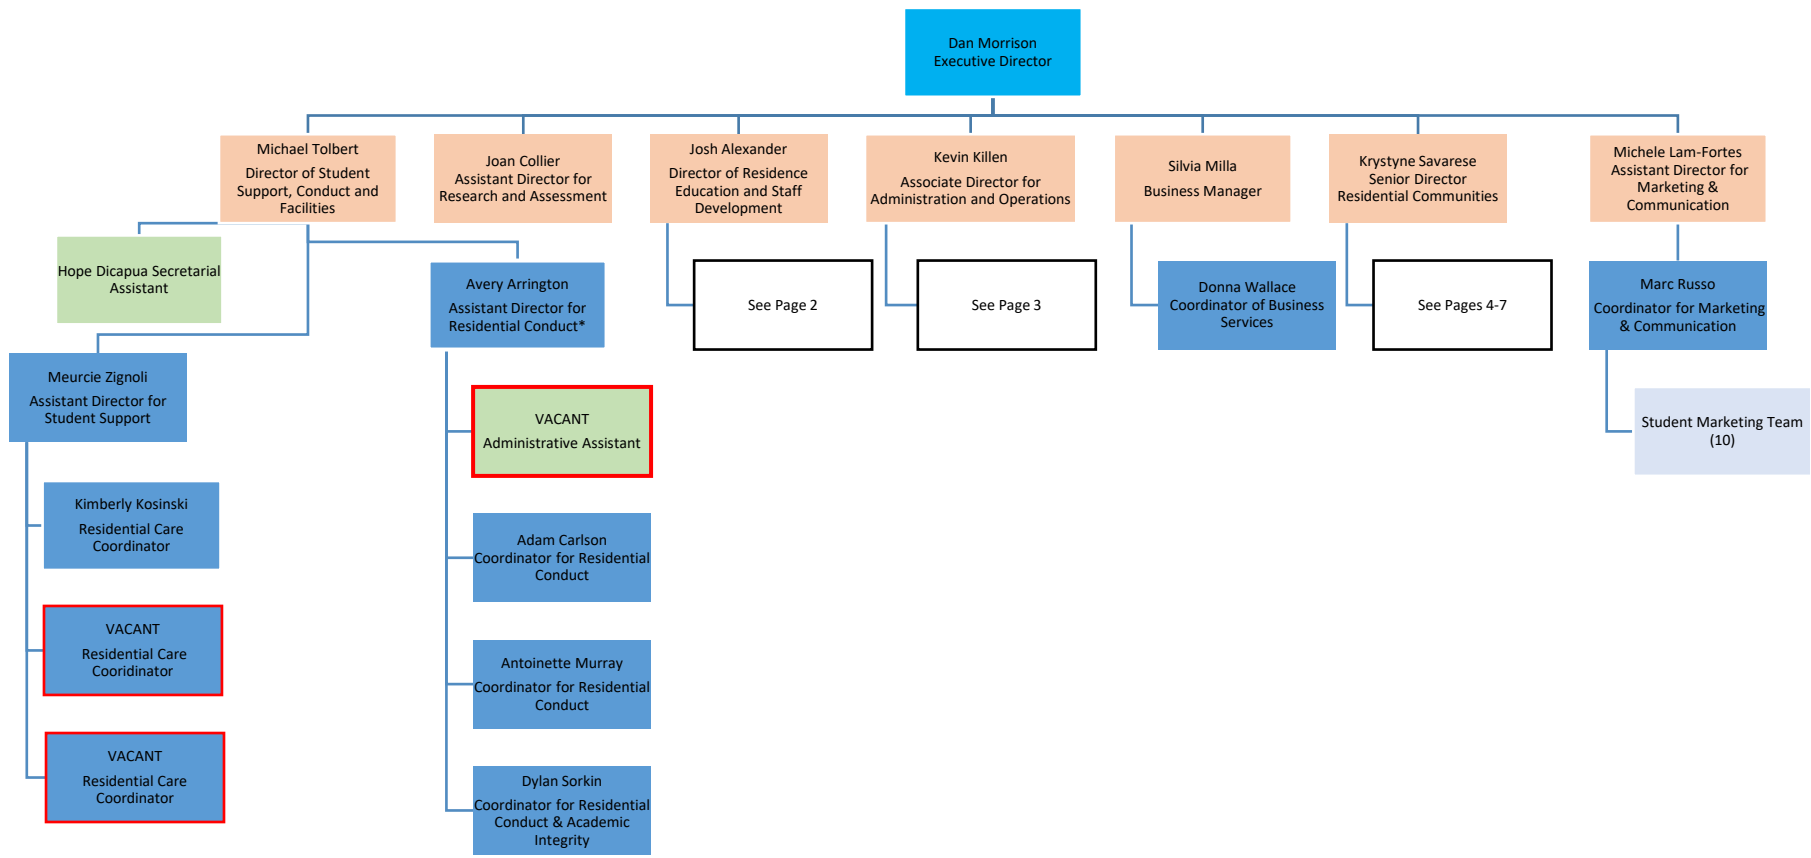 Dan Morrison
Executive Director
Michael Tolbert
Director of Student
Support, Conduct and
Facilities
Joan Collier
Assistant Director for
Research and Assessment
Josh Alexander
Director of Residence
Education and Staff
Development
Kevin Killen
Associate Director for
Administration and Operations
Silvia Milla
Business Manager
Krystyne Savarese
Senior Director
Residential Communities
Michele Lam-Fortes
Assistant Director for
Marketing &
Communication
Hope Dicapua Secretarial
Assistant
Avery Arrington
Assistant Director for
Residential Conduct*
See Page 2
See Page 3
Donna Wallace
Coordinator of Business
Services
See Pages 4-7
Marc Russo
Coordinator for Marketing
& Communication
Meurcie Zignoli
Assistant Director for
Student Support
VACANT
Administrative Assistant
Student Marketing Team
(10)
Kimberly Kosinski
Residential Care
Coordinator
Adam Carlson
Coordinator for Residential
Conduct
VACANT
Residential Care
Cooridinator
Antoinette Murray
Coordinator for Residential
Conduct
VACANT
Residential Care
Coordinator
Dylan Sorkin
Coordinator for Residential
Conduct & Academic
Integrity